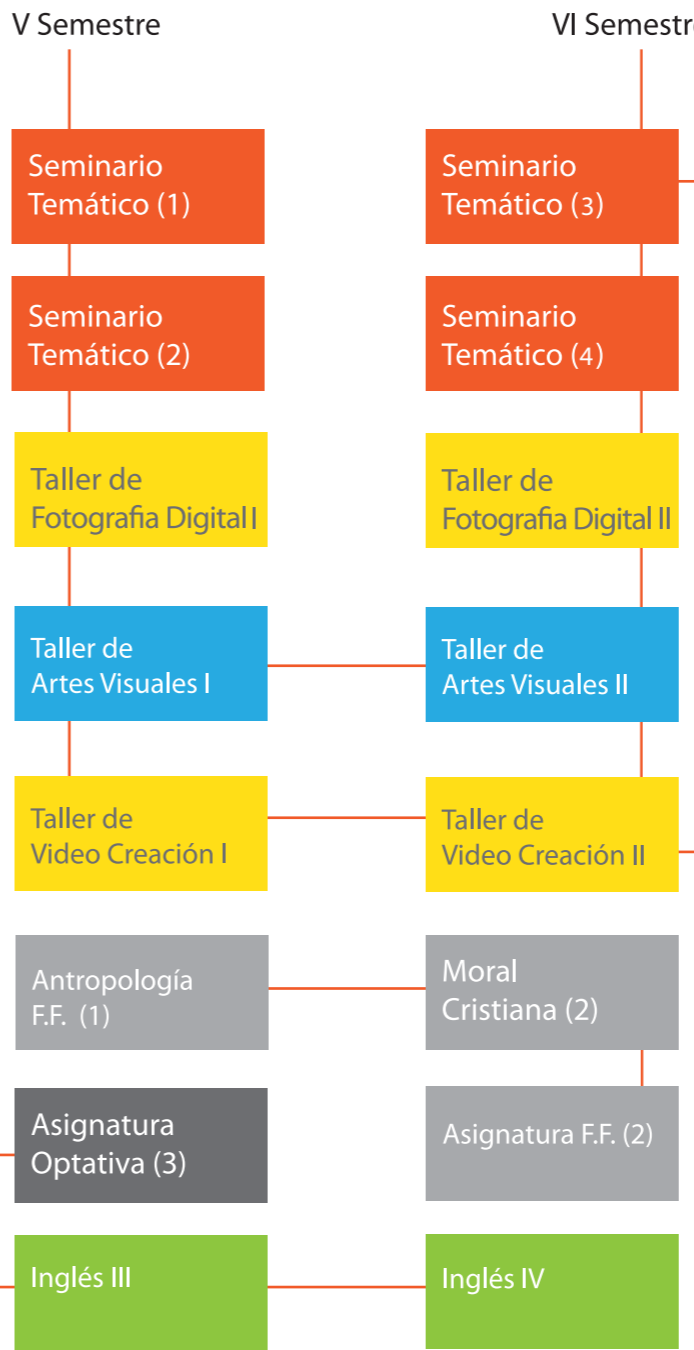 V Semestre
Seminario
Temático (1)
Seminario
Temático (2)
Taller de
Fotografia Digital I
Taller de
Artes Visuales I
Taller de
Video Creación I
Antropología
F.F. (1)
Asignatura
Optativa (3)
Inglés III
VI Semestre
Seminario
Temático (3)
Seminario
Temático (4)
Taller de
Fotografia Digital II
Taller de
Artes Visuales II
Taller de
Video Creación II
Moral
Cristiana (2)
Asignatura F.F. (2)
Inglés IV